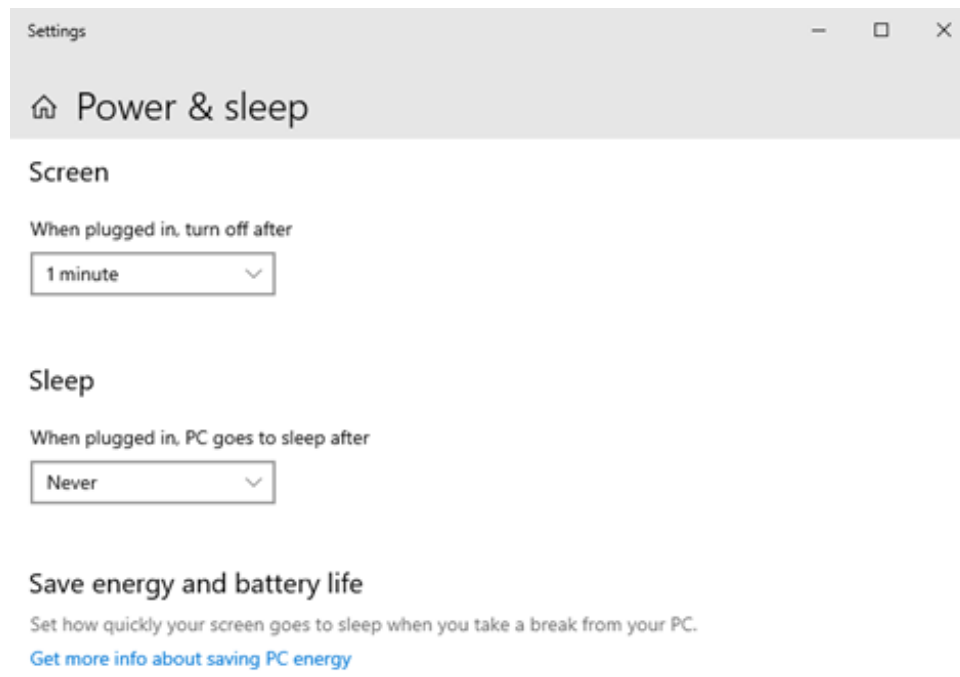 Settings
Power & sleep
Screen
When plugged in, turn off after
1 minute
Sleep
When plugged in, PC goes to sleep after
Never
Save energy and battery life
Set how quickly your screen goes to sleep when you take a break from your PC.
Get more info about saving PC energy